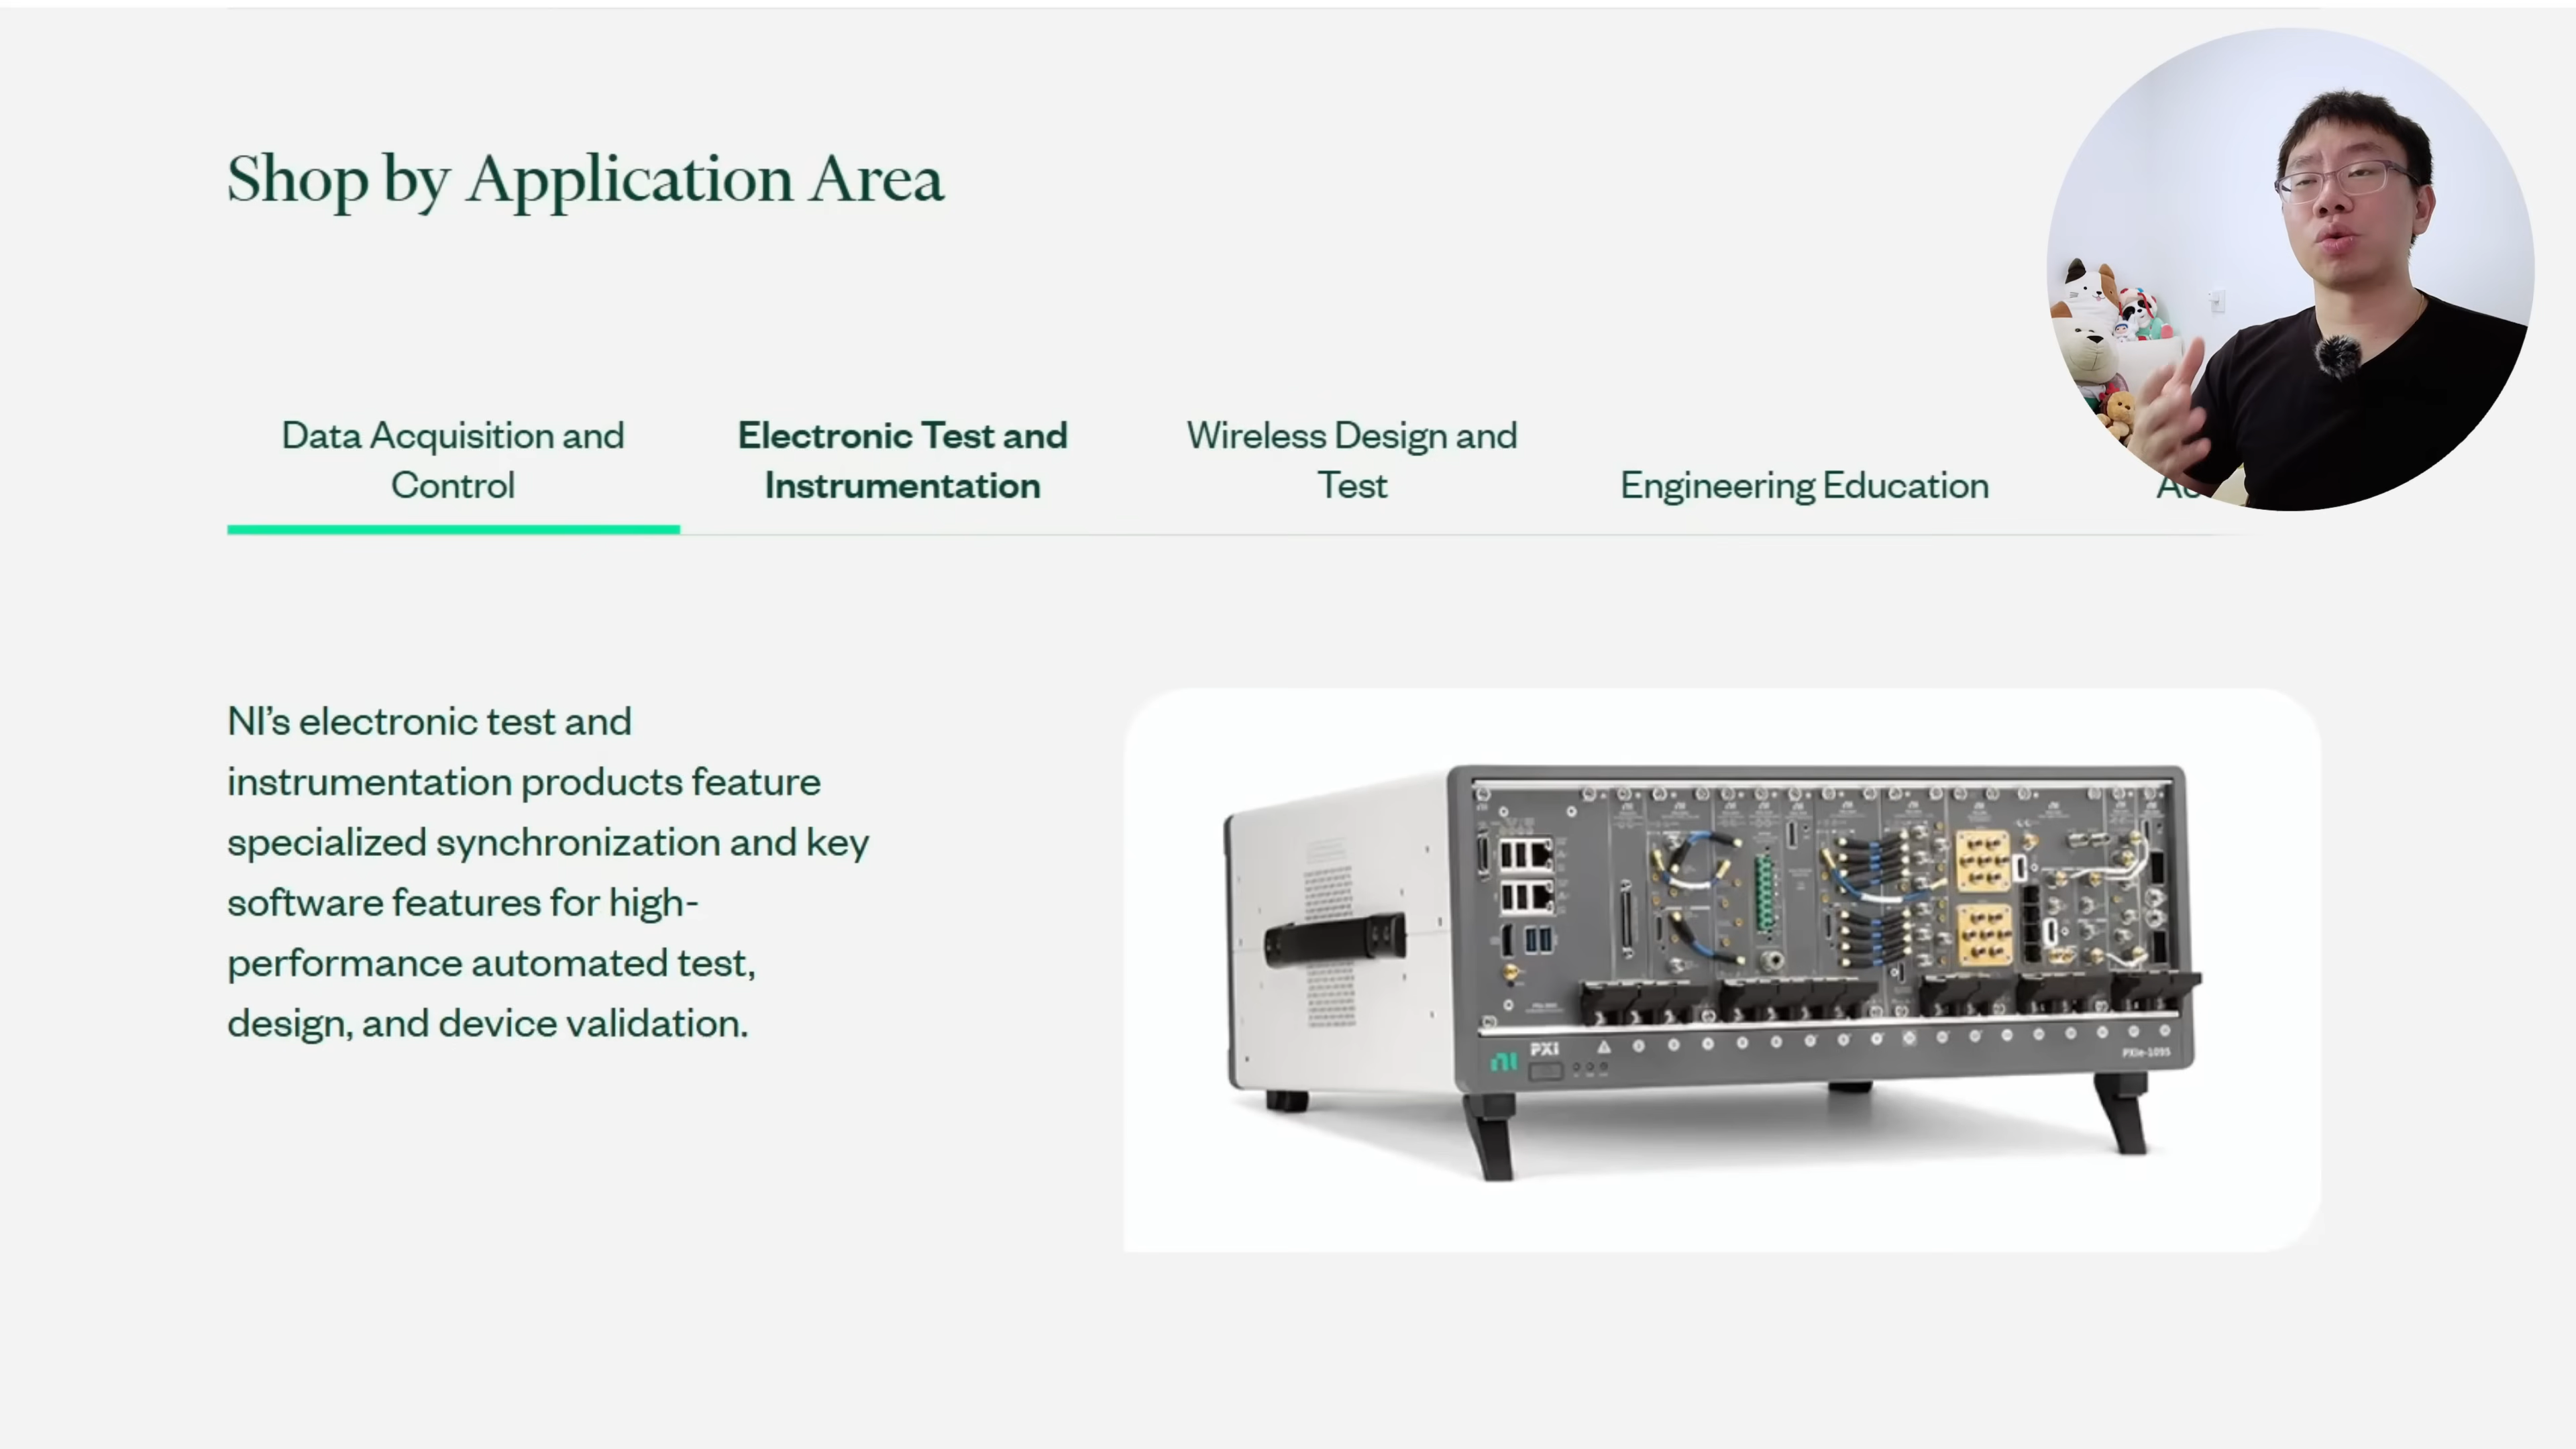 Shop by Application Area
Data Acquisition and
Control
Electronic Test and
Instrumentation
Wireless Design and
Test
Engineering Education
NI’s electronic test and
instrumentation products feature
specialized synchronization and key
software features for high-
performance automated test,
design, and device validation.
NI
PXI
PXIe-1095